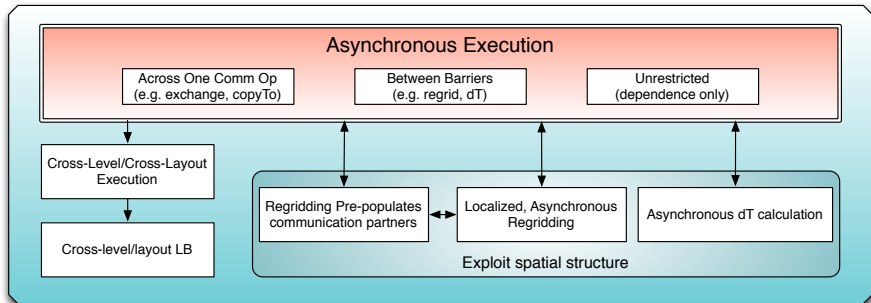 Asynchronous Execution
Across One Comm Op
(e.g. exchange, copyTo)
Between Barriers
(e.g. regrid, dT)
Unrestricted
(dependence only)
Cross-Level/Cross-Layout
Execution
Cross-level/layout LB
Regridding Pre-populates
communication partners
Localized, Asynchronous
Regridding
Asynchronous dT calculation
Exploit spatial structure